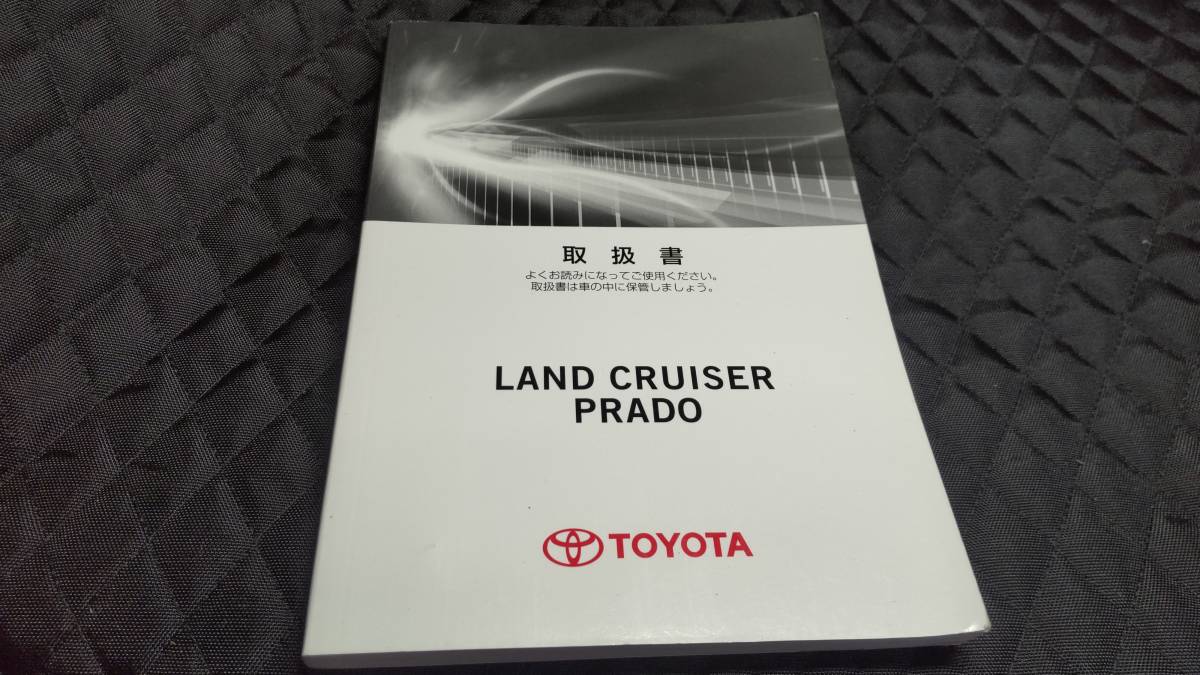 取扱書
よくお読みになってご使用ください。
取扱書は車の中に保管しましょう。
LAND CRUISER
PRADO
TOYOTA